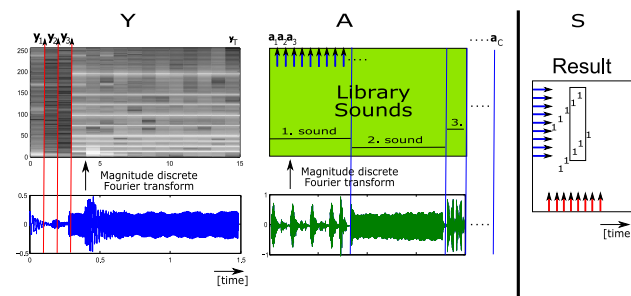 Y A S
y1 y2 y3 yT
a1 a2 a3 .... ....aC
250
200
150
100
50
0
0 5 10 15
Library
Sounds
1. sound
2. sound
3.
....
Result
1
1
1
1
1
1
1
1
Magnitude discrete
Fourier transform
Magnitude discrete
Fourier transform
0.5
0
-0.5
0 0.5 1 1.5
1
0
-1
....
[time]
[time]